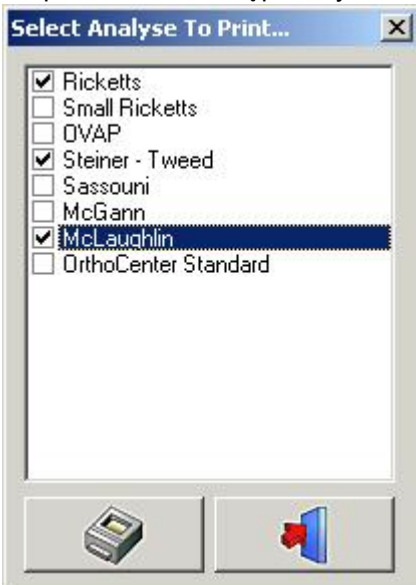 Select Analyse To Print...
Ricketts
Small Ricketts
OVAP
Steiner - Tweed
Sassouni
McGann
McLaughlin
OrthoCenter Standard